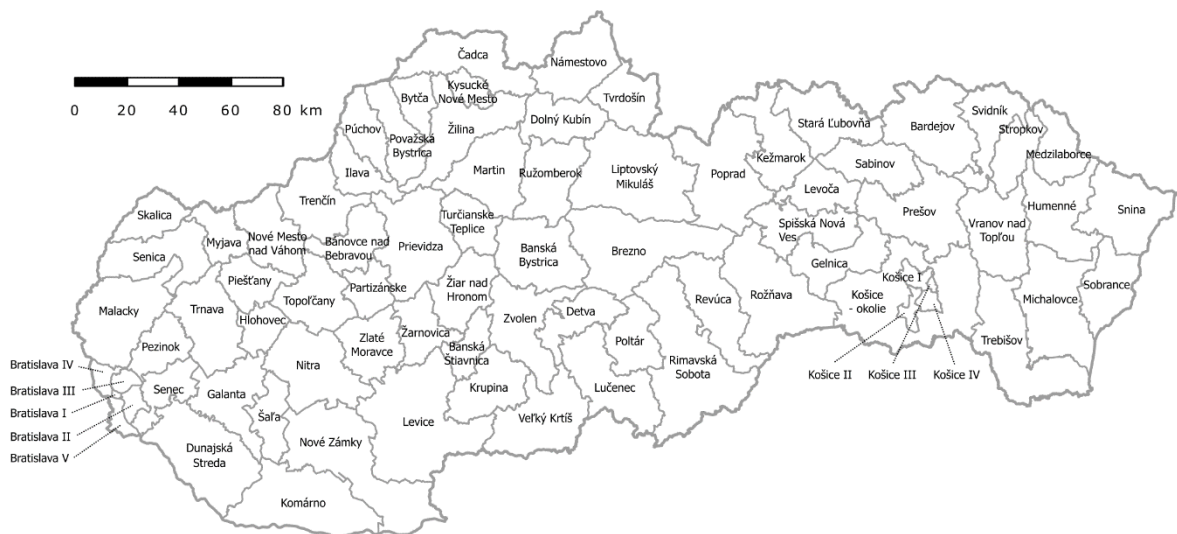 Čadca
Námestovo
Kysucké
Nové Mesto
Bytča
Tvrdošín
0 20 40 60 80 km
Dolný Kubín
Svidník
Stropkov
Púchov
Žilina
Stará Ľubovňa
Bardejov
Považská
Bystrica
Medzilaborce
Kežmarok
Sabinov
Ilava
Martin
Ružomberok
Liptovský
Mikuláš
Poprad
Levoča
Trenčín
Turčianske
Teplice
Skalica
Prešov
Humenné
Snina
Spišská Nová
Ves
Vranov nad
Topľou
Myjava
Nové Mesto
nad Váhom
Bánovce nad
Bebravou
Prievidza
Banská
Bystrica
Brezno
Senica
Gelnica
Piešťany
Žiar nad
Hronom
Košice I
Sobrance
Partizánske
Topoľčany
Revúca
Rožňava
Košice
- okolie
Michalovce
Malacky
Trnava
Hlohovec
Zvolen
Detva
Žarnovica
Zlaté
Moravce
Banská
Štiavnica
Poltár
Trebišov
Pezinok
Rimavská
Sobota
Bratislava IV
Nitra
Košice II
Košice III
Košice IV
Bratislava III
Senec
Galanta
Krupina
Lučenec
Bratislava I
Šaľa
Levice
Veľký Krtíš
Bratislava II
Nové Zámky
Dunajská
Streda
Bratislava V
Komárno